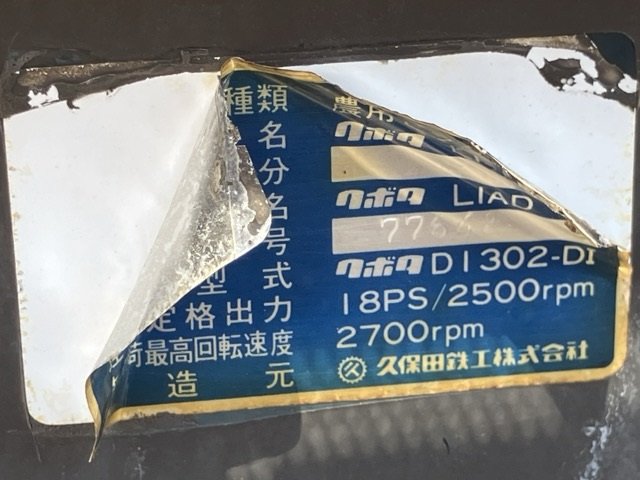 種類 農用
名 クボタ
分
名 クボタ LIAD
号 77
型式 クボタ D1302-DI
定格出力 18PS/2500rpm
荷最高回転速度 2700rpm
造元 久保田鉄工株式会社